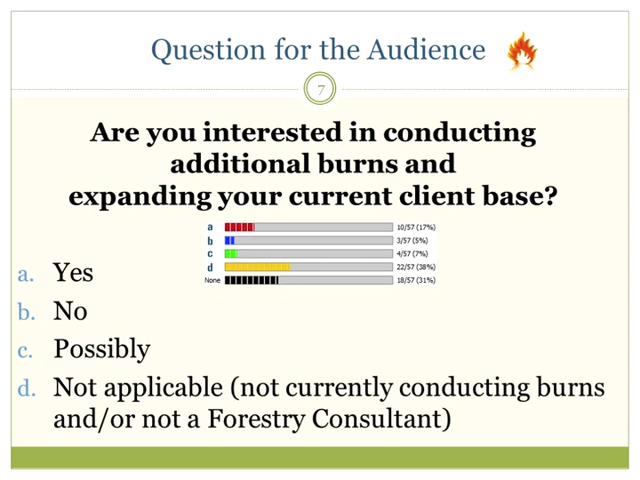 Question for the Audience
7
Are you interested in conducting
additional burns and
expanding your current client base?
a 10/57 (17%)
b 3/57 (5%)
c 4/57 (7%)
d 22/57 (38%)
None 18/57 (31%)
a. Yes
b. No
c. Possibly
d. Not applicable (not currently conducting burns
and/or not a Forestry Consultant)